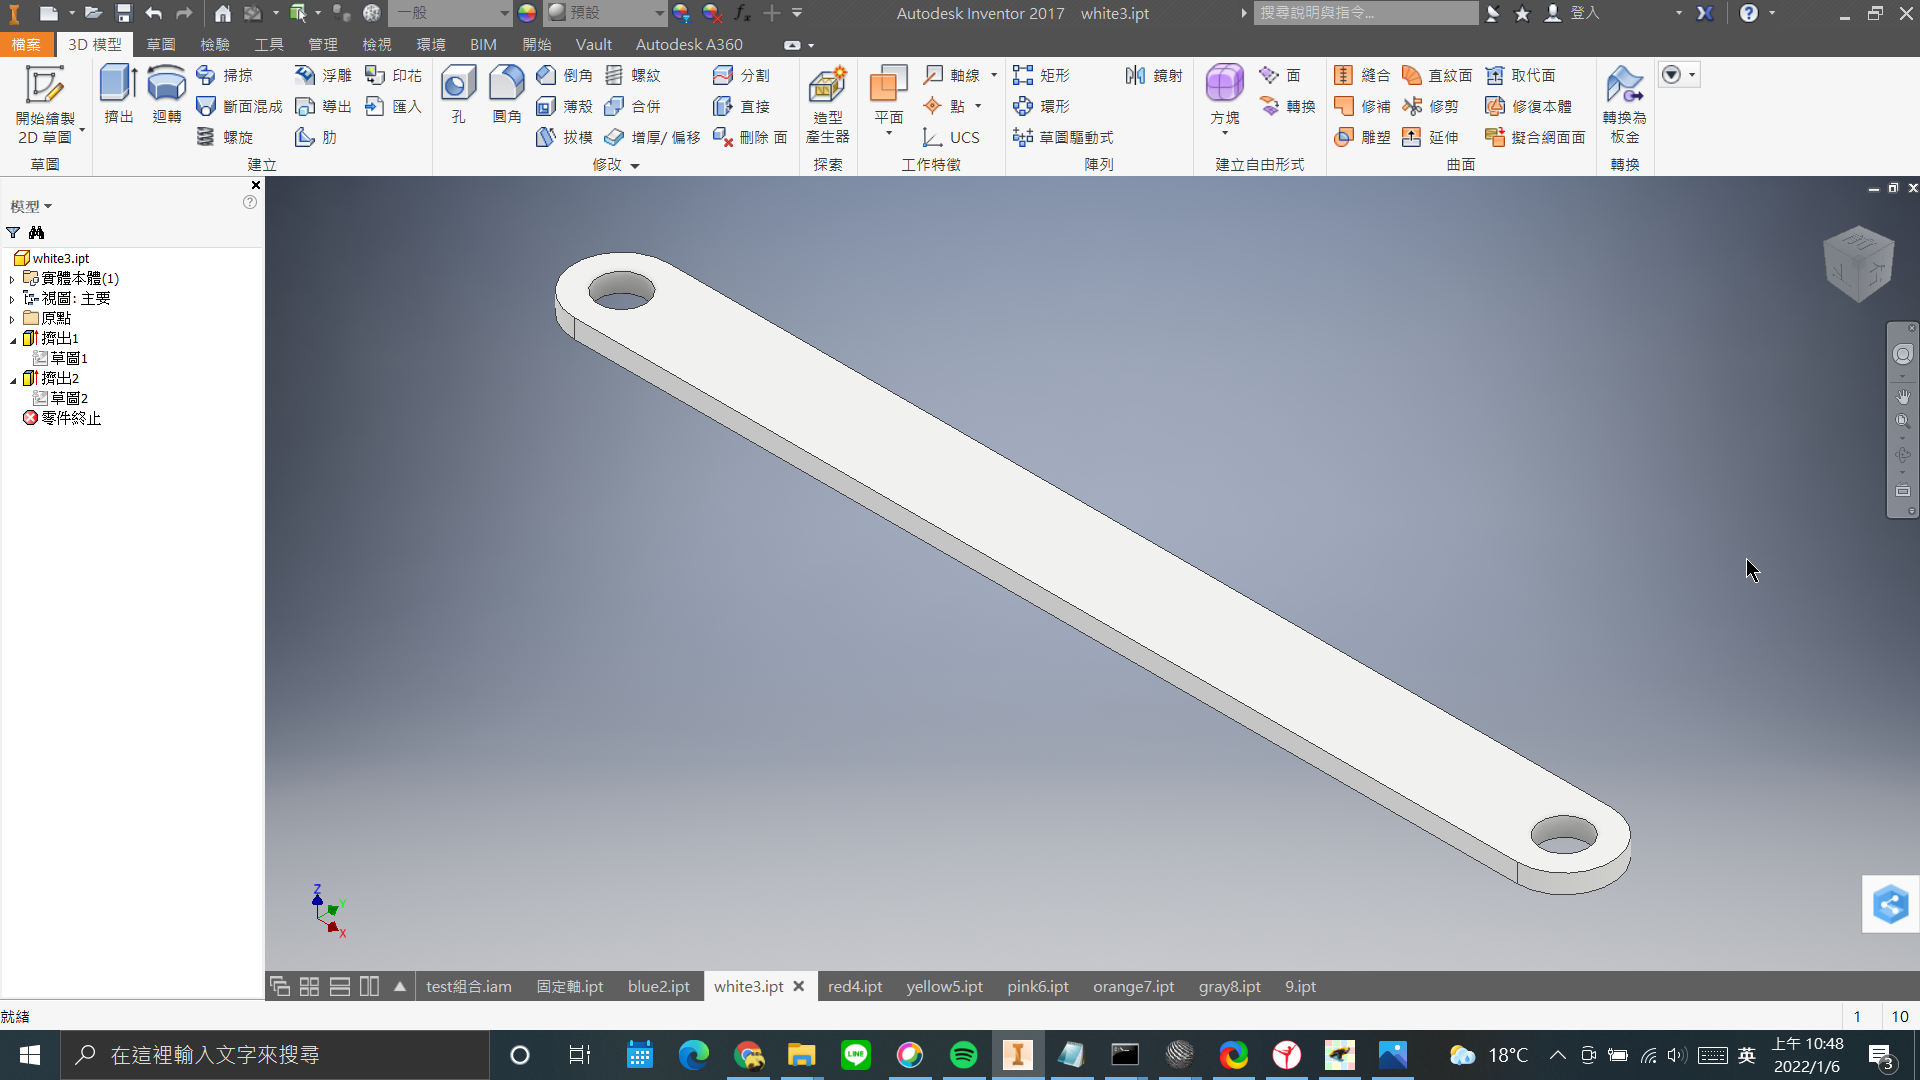 一般
預設
Autodesk Inventor 2017 white3.ipt
搜尋說明與指令...
登入
檔案 3D 模型 草圖 檢驗 工具 管理 檢視 環境 BIM 開始 Vault Autodesk A360
開始繪製
2D 草圖
擠出
迴轉
掃掠
斷面混成
螺旋
浮雕
導出
肋
印花
匯入
孔
圓角
倒角
薄殼
拔模
螺紋
合併
增厚/ 偏移
分割
直接
刪除 面
造型
產生器
平面
軸線
點
UCS
矩形
環形
草圖驅動式
鏡射
方塊
面
轉換
縫合
修補
雕塑
直紋面
修剪
延伸
取代面
修復本體
擬合網面面
轉換為
板金
草圖 建立 修改 探索 工作特徵 陣列 建立自由形式 曲面 轉換
模型
white3.ipt
實體本體(1)
視圖: 主要
原點
擠出1
草圖1
擠出2
草圖2
零件終止
Z
Y
X
test組合.iam 固定軸.ipt blue2.ipt white3.ipt red4.ipt yellow5.ipt pink6.ipt orange7.ipt gray8.ipt 9.ipt
就緒
1 10
在這裡輸入文字來搜尋
LINE
18°C
英
上午 10:48
2022/1/6
3